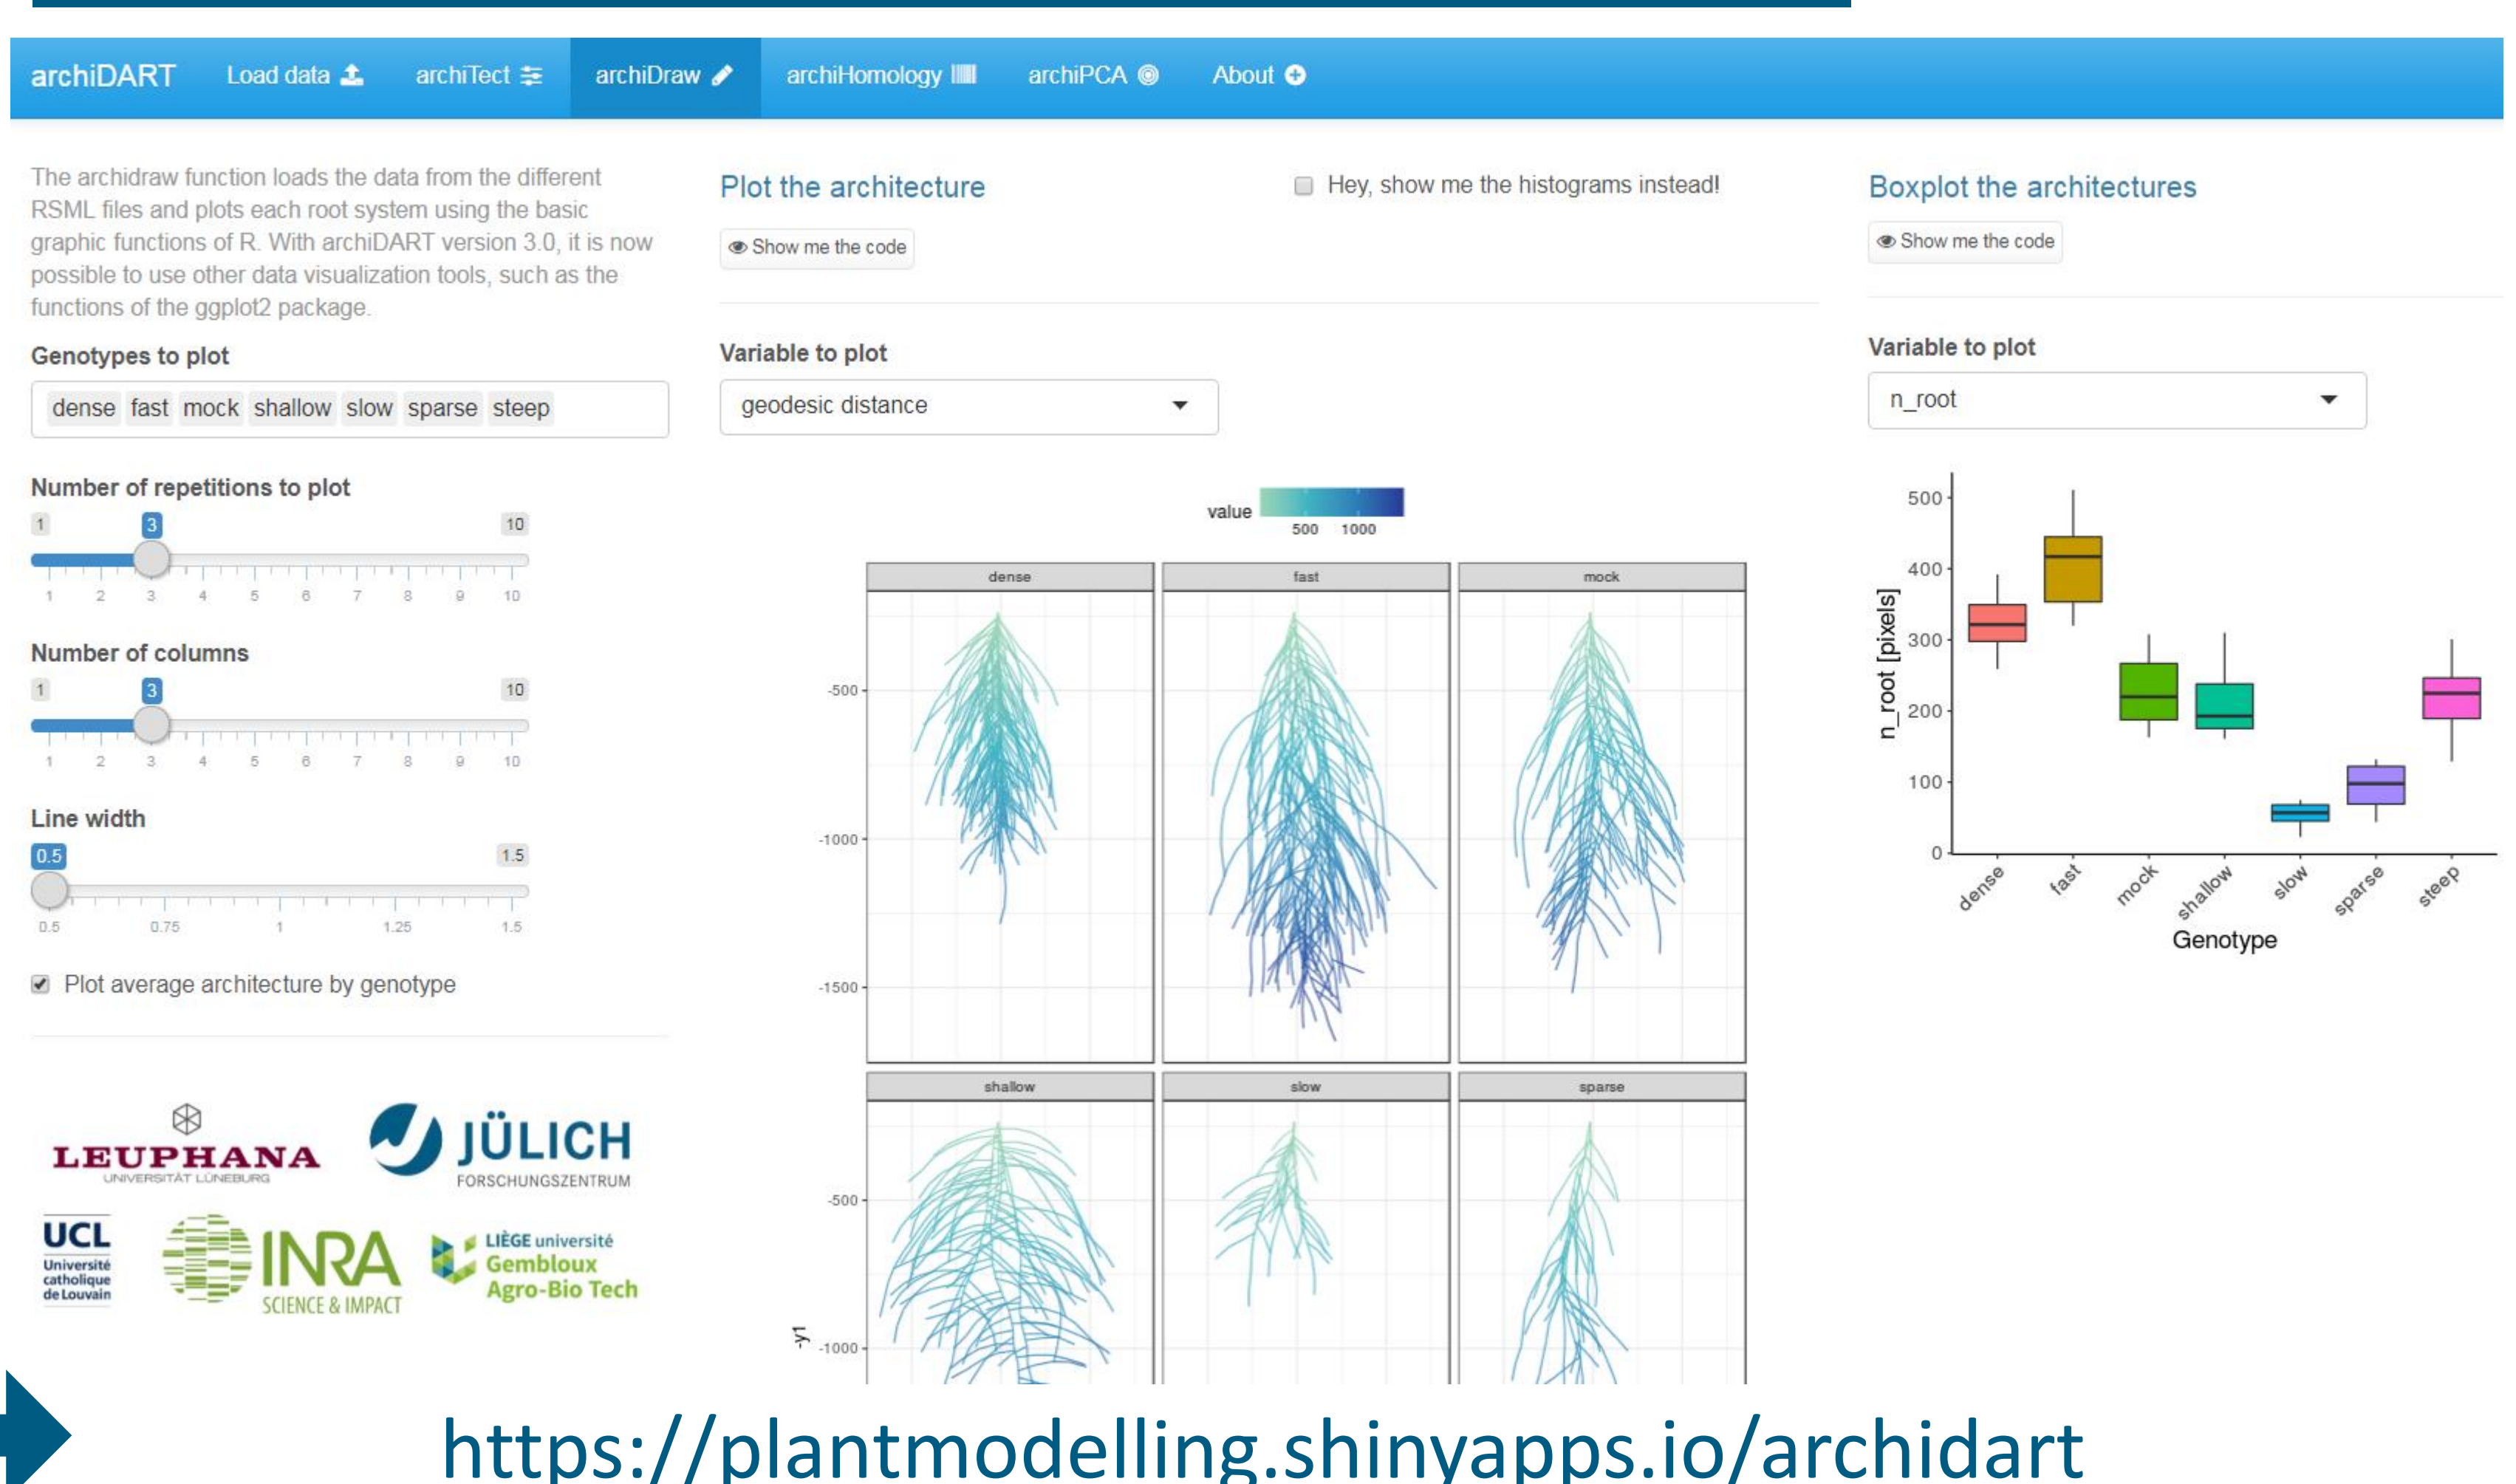 archiDART Load data archiTect archiDraw archiHomology archiPCA About
The archidraw function loads the data from the different
RSML files and plots each root system using the basic
graphic functions of R. With archiDART version 3.0, it is now
possible to use other data visualization tools, such as the
functions of the ggplot2 package.
Genotypes to plot
dense fast mock shallow slow sparse steep
Number of repetitions to plot
1 3 10
1 2 3 4 5 6 7 8 9 10
Number of columns
1 3 10
1 2 3 4 5 6 7 8 9 10
Line width
0.5 1.5
0.5 0.75 1 1.25 1.5
Plot average architecture by genotype
LEUPHANA
UNIVERSITÄT LÜNEBURG
JÜLICH
FORSCHUNGSZENTRUM
UCL
Université
catholique
de Louvain
INRA
SCIENCE & IMPACT
LIÈGE université
Gembloux
Agro-Bio Tech
Plot the architecture
Hey, show me the histograms instead!
Show me the code
Variable to plot
geodesic distance
value
500 1000
dense fast mock
-500
-1000
-1500
shallow slow sparse
-500
-1000
-y1
Boxplot the architectures
Show me the code
Variable to plot
n_root
n_root [pixels]
500
400
300
200
100
0
dense fast mock shallow slow sparse steep
Genotype
https://plantmodelling.shinyapps.io/archidart